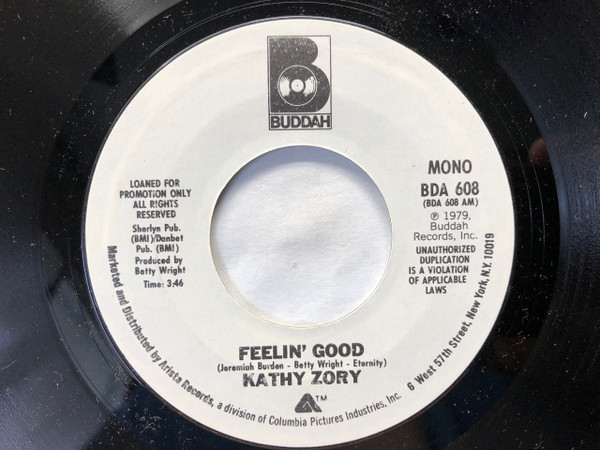 B
BUDDAH
LOANED FOR
PROMOTION ONLY
ALL RIGHTS
RESERVED
Sherlyn Pub.
(BMI)/Danbet
Pub. (BMI)
Produced by
Betty Wright
Time: 3:46
MONO
BDA 608
(BDA 608 AM)
℗ 1979,
Buddah
Records, Inc.
UNAUTHORIZED
DUPLICATION
IS A VIOLATION
OF APPLICABLE
LAWS
FEELIN' GOOD
(Jeremiah Burden - Betty Wright - Eternity)
KATHY ZORY
A™
Marketed and Distributed by Arista Records, a division of Columbia Pictures Industries, Inc. 6 West 57th Street, New York, N.Y. 10019